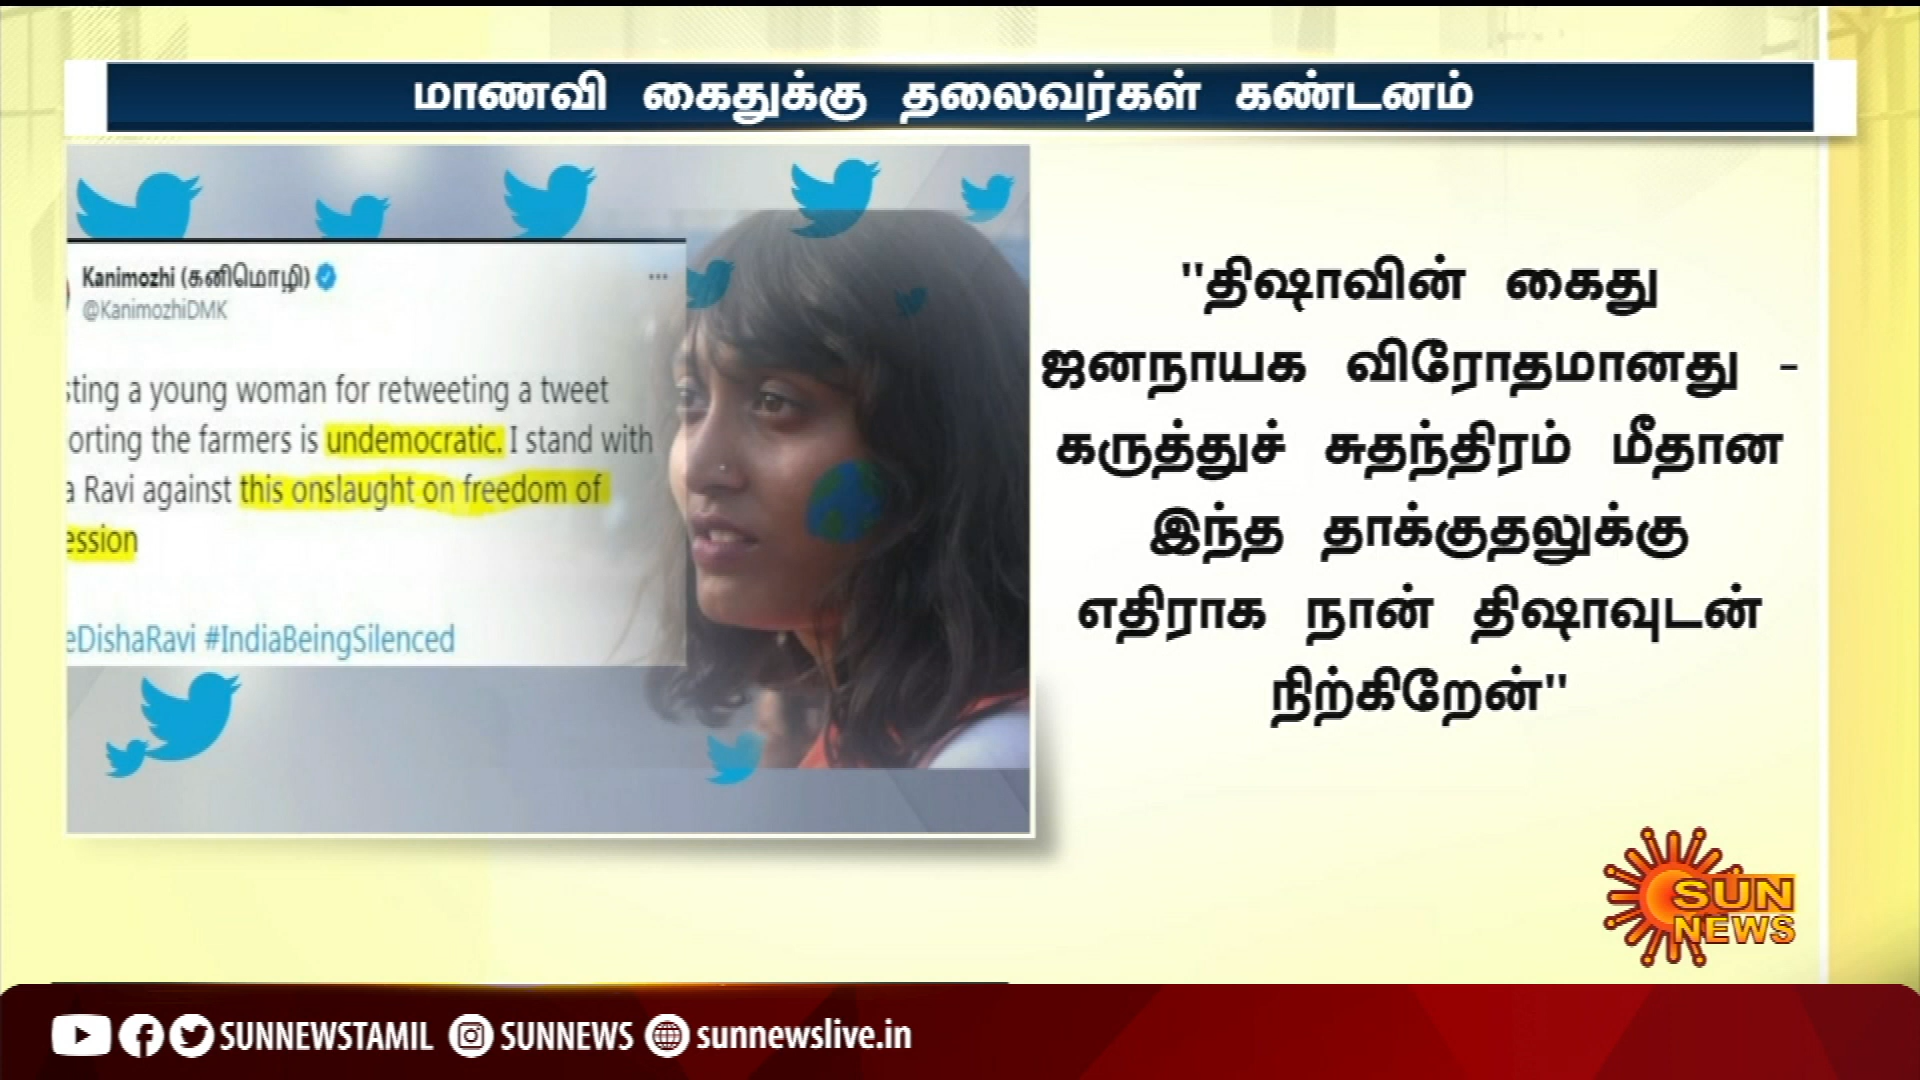 மாணவி கைதுக்கு தலைவர்கள் கண்டனம்
Kanimozhi (கனிமொழி)
@KanimozhiDMK
sting a young woman for retweeting a tweet
orting the farmers is undemocratic. I stand with
a Ravi against this onslaught on freedom of
ession
eDishaRavi #IndiaBeingSilenced
"திஷாவின் கைது
ஜனநாயக விரோதமானது -
கருத்துச் சுதந்திரம் மீதான
இந்த தாக்குதலுக்கு
எதிராக நான் திஷாவுடன்
நிற்கிறேன்"
SUN
NEWS
SUNNEWSTAMIL SUNNEWS sunnewslive.in